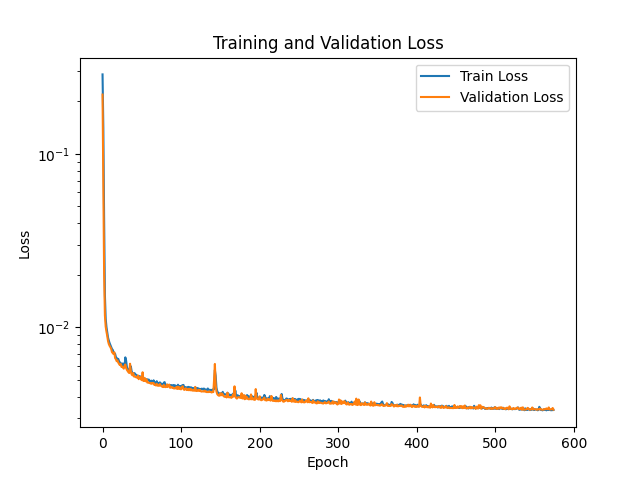 Training and Validation Loss
Train Loss
Validation Loss
10⁻¹
10⁻²
Loss
0 100 200 300 400 500 600
Epoch